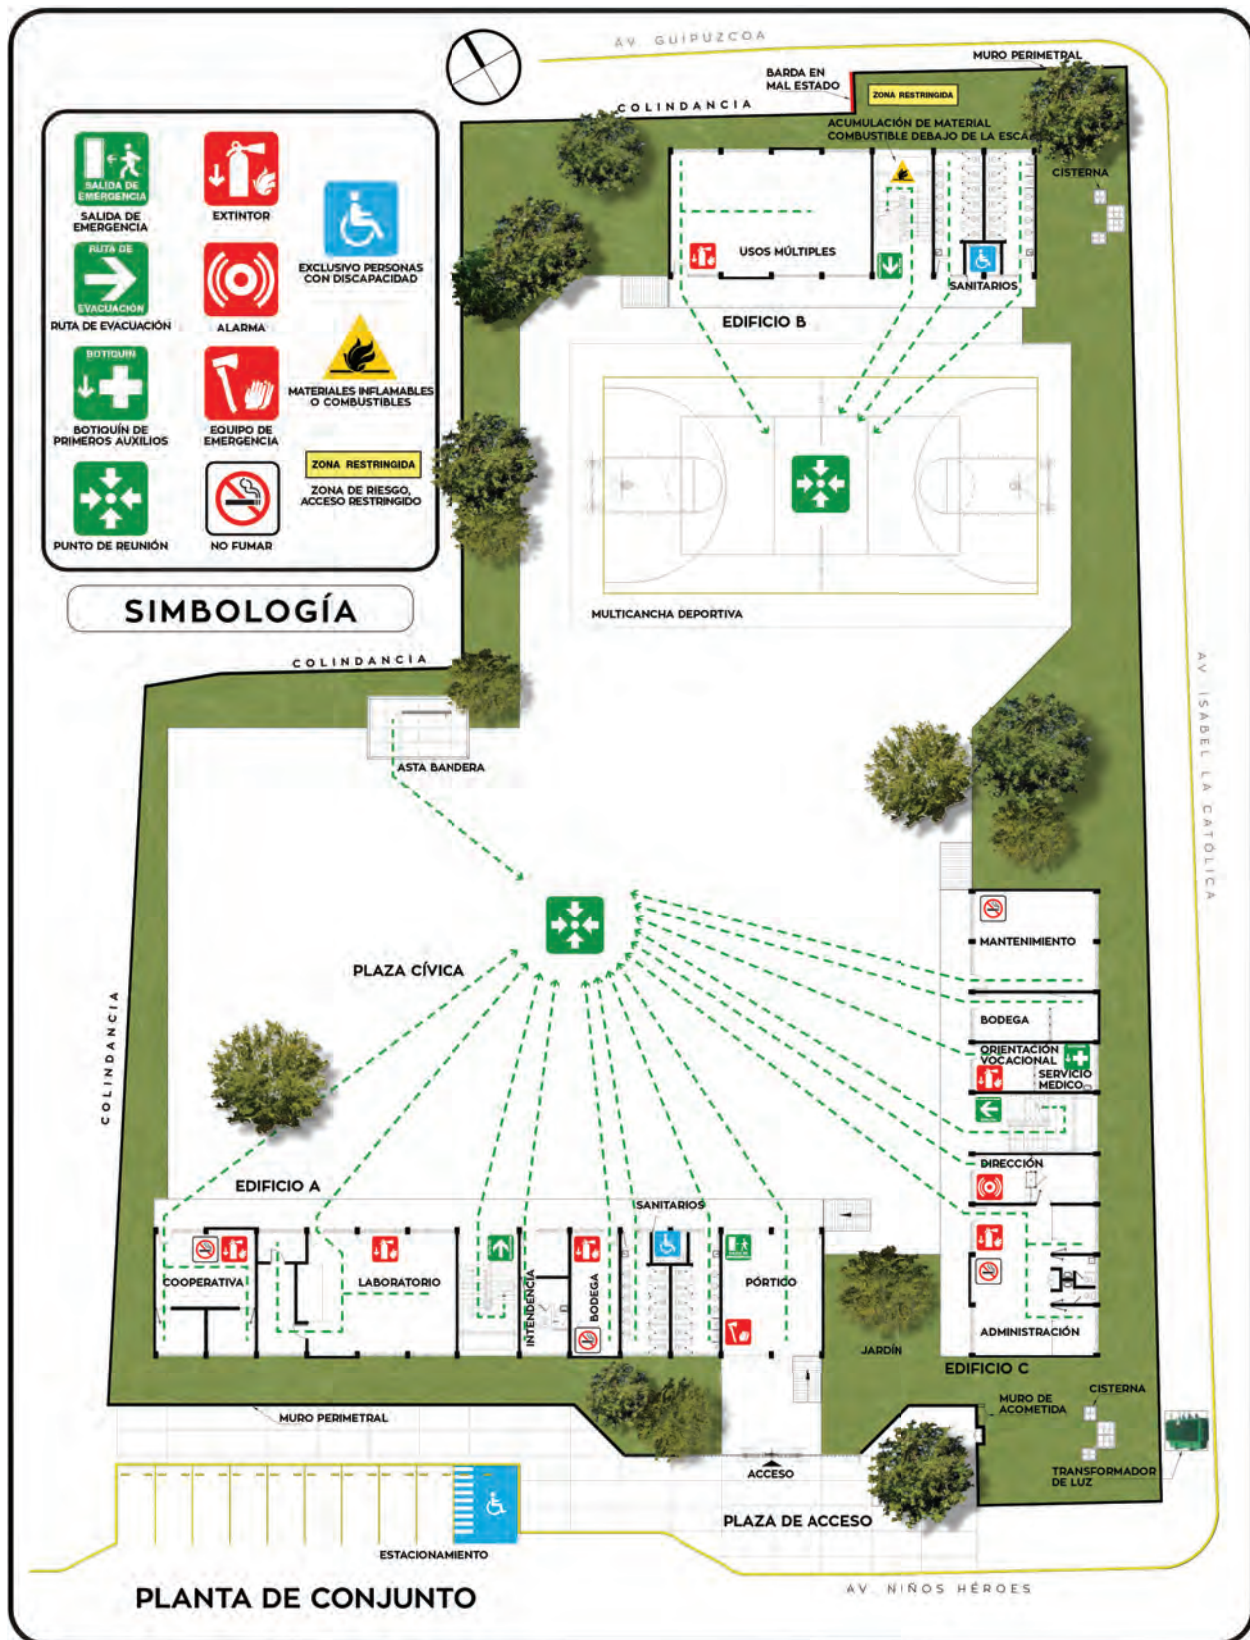 AV. GUIPUZCOA
MURO PERIMETRAL
BARDA EN
MAL ESTADO
ZONA RESTRINGIDA
COLINDANCIA
ACUMULACIÓN DE MATERIAL
COMBUSTIBLE DEBAJO DE LA ESCA
CISTERNA
SALIDA DE
EMERGENCIA
SALIDA DE
EMERGENCIA
EXTINTOR
EXCLUSIVO PERSONAS
CON DISCAPACIDAD
RUTA DE
EVACUACIÓN
RUTA DE EVACUACIÓN
ALARMA
MATERIALES INFLAMABLES
O COMBUSTIBLES
BOTIQUIN
BOTIQUÍN DE
PRIMEROS AUXILIOS
EQUIPO DE
EMERGENCIA
ZONA RESTRINGIDA
ZONA DE RIESGO,
ACCESO RESTRINGIDO
PUNTO DE REUNIÓN
NO FUMAR
SIMBOLOGÍA
USOS MÚLTIPLES
SANITARIOS
EDIFICIO B
MULTICANCHA DEPORTIVA
COLINDANCIA
ASTA BANDERA
AV. ISABEL LA CATÓLICA
PLAZA CÍVICA
COLINDANCIA
MANTENIMIENTO
BODEGA
ORIENTACIÓN
VOCACIONAL
SERVICIO
MEDICO
DIRECCIÓN
ADMINISTRACIÓN
EDIFICIO C
EDIFICIO A
SANITARIOS
COOPERATIVA
LABORATORIO
INTENDENCIA
BODEGA
PÓRTICO
JARDÍN
MURO PERIMETRAL
MURO DE
ACOMETIDA
CISTERNA
TRANSFORMADOR
DE LUZ
ACCESO
PLAZA DE ACCESO
ESTACIONAMIENTO
PLANTA DE CONJUNTO
AV. NIÑOS HÉROES